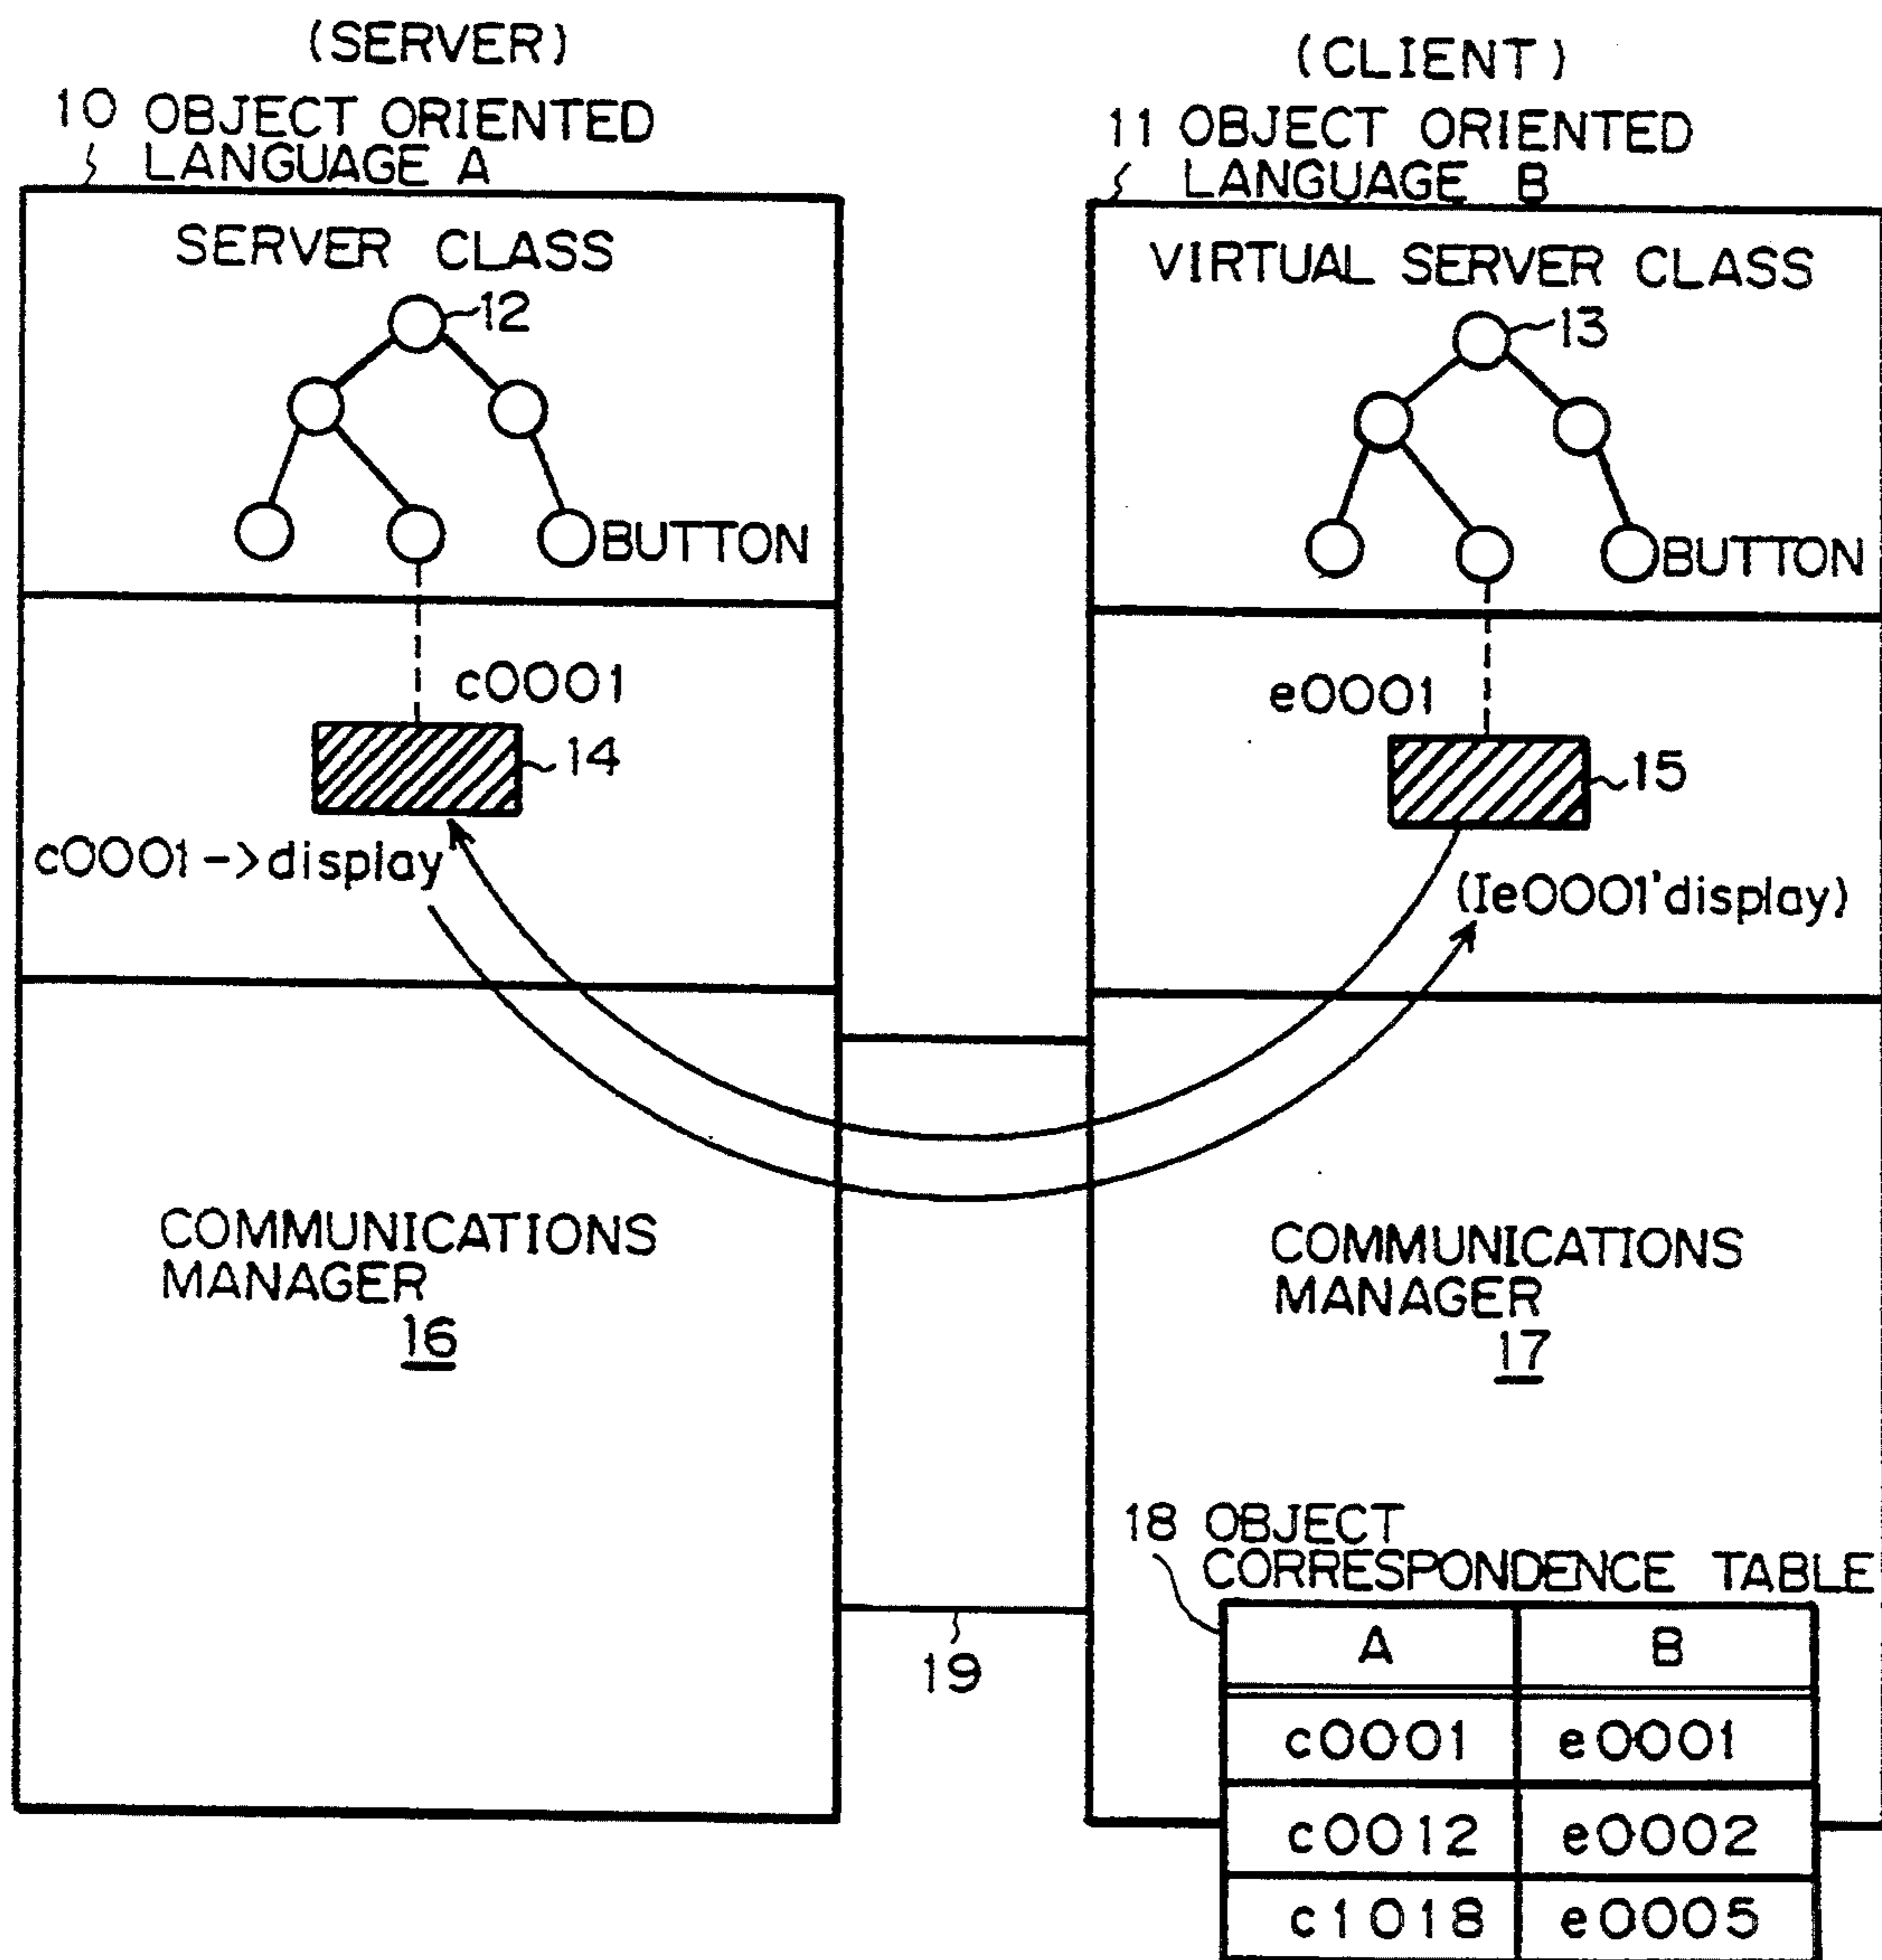 (SERVER)
10 OBJECT ORIENTED
LANGUAGE A
SERVER CLASS
12
BUTTON
c0001
14
c0001->display
COMMUNICATIONS
MANAGER
16
(CLIENT)
11 OBJECT ORIENTED
LANGUAGE B
VIRTUAL SERVER CLASS
13
BUTTON
e0001
15
(Ie0001'display)
COMMUNICATIONS
MANAGER
17
19
18 OBJECT
CORRESPONDENCE TABLE
A B
c0001 e0001
c0012 e0002
c1018 e0005